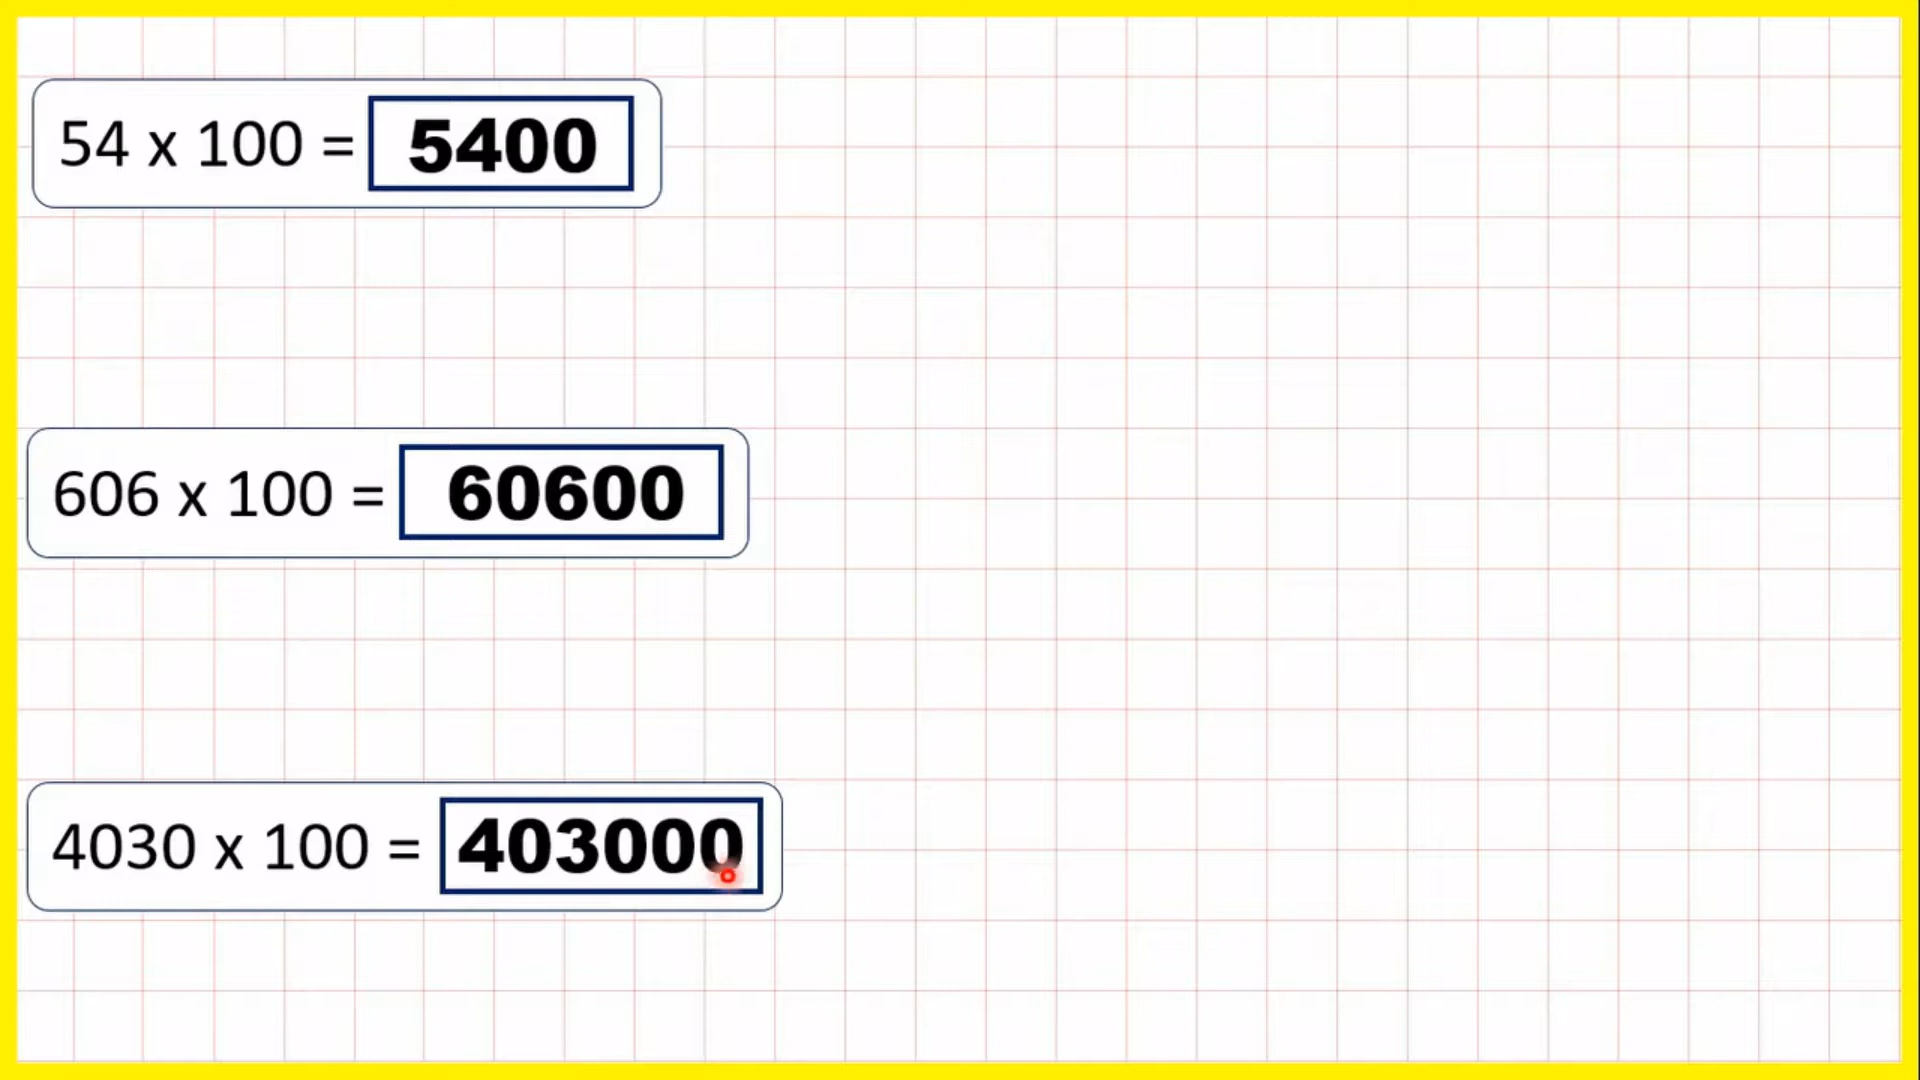 54 x 100 = 5400
606 x 100 = 60600
4030 x 100 = 403000